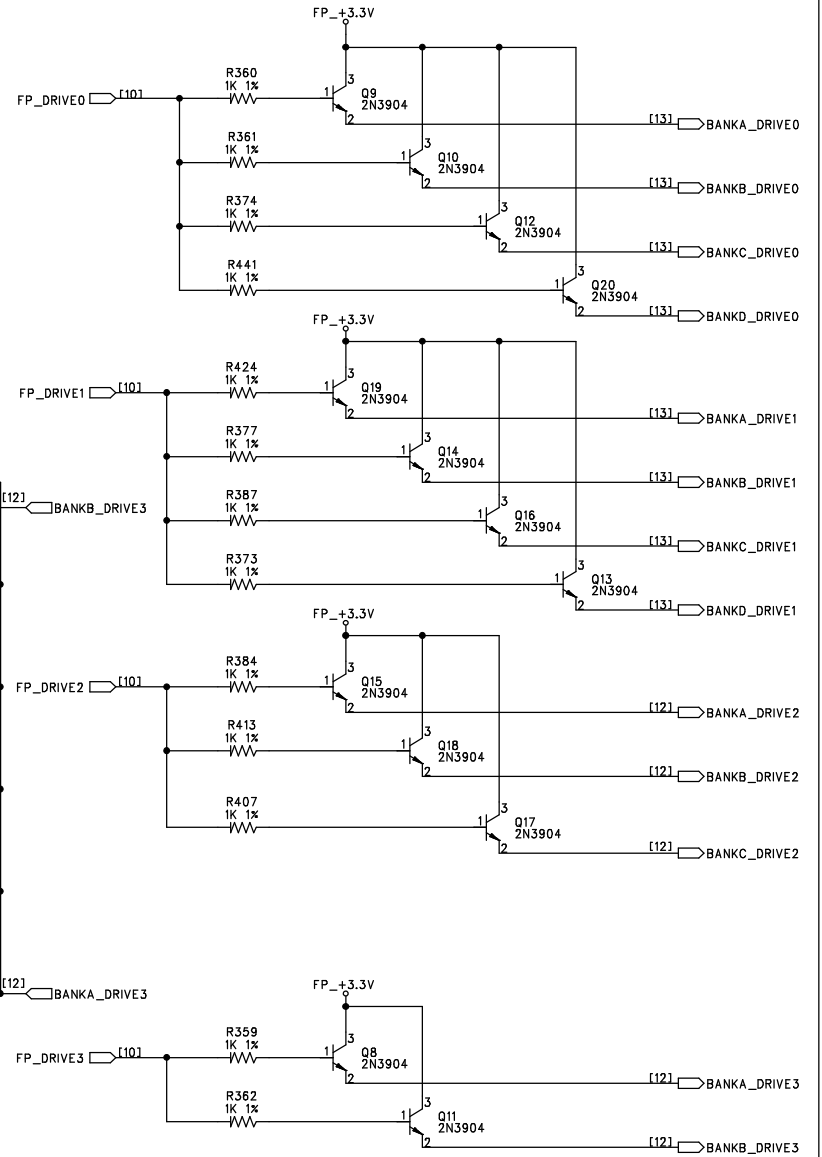 FP_+3.3V
R360
1K 1%
3
1
Q9
2N3904
2
FP_DRIVE0
[10]
[13]
BANKA_DRIVE0
R361
1K 1%
3
1
Q10
2N3904
2
[13]
BANKB_DRIVE0
R374
1K 1%
3
1
Q12
2N3904
2
[13]
BANKC_DRIVE0
R441
1K 1%
3
1
Q20
2N3904
2
[13]
BANKD_DRIVE0
FP_+3.3V
R424
1K 1%
3
1
Q19
2N3904
2
FP_DRIVE1
[10]
[13]
BANKA_DRIVE1
R377
1K 1%
3
1
Q14
2N3904
2
[13]
BANKB_DRIVE1
[12]
BANKB_DRIVE3
R387
1K 1%
3
1
Q16
2N3904
2
[13]
BANKC_DRIVE1
R373
1K 1%
3
1
Q13
2N3904
2
[13]
BANKD_DRIVE1
FP_+3.3V
R384
1K 1%
3
1
Q15
2N3904
2
FP_DRIVE2
[10]
[12]
BANKA_DRIVE2
R413
1K 1%
3
1
Q18
2N3904
2
[12]
BANKB_DRIVE2
R407
1K 1%
3
1
Q17
2N3904
2
[12]
BANKC_DRIVE2
[12]
BANKA_DRIVE3
FP_+3.3V
R359
1K 1%
3
1
Q8
2N3904
2
FP_DRIVE3
[10]
[12]
BANKA_DRIVE3
R362
1K 1%
3
1
Q11
2N3904
2
[12]
BANKB_DRIVE3